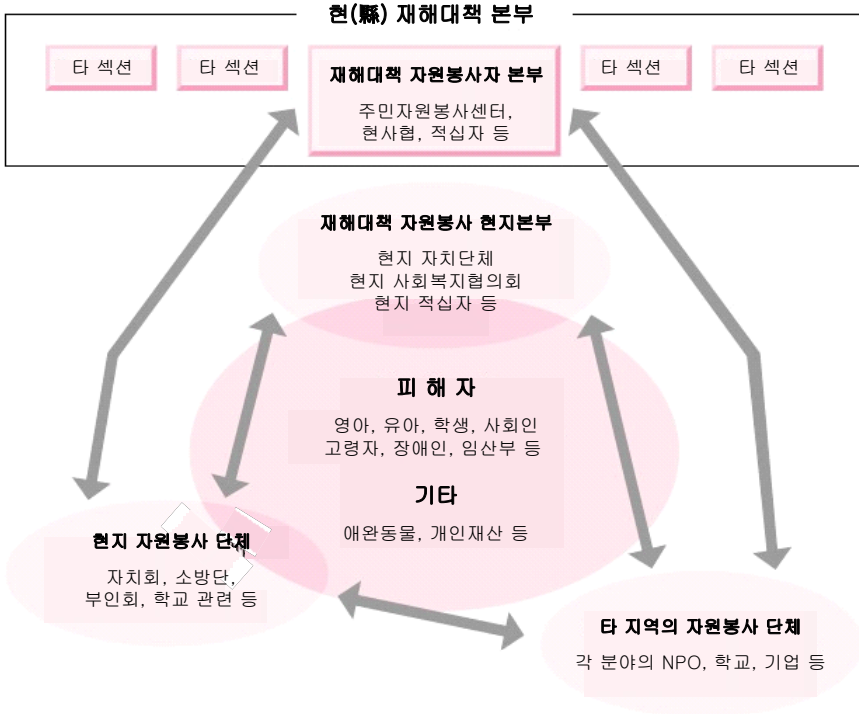 현(縣) 재해대책 본부
타 섹션
타 섹션
재해대책 자원봉사자 본부
주민자원봉사센터,
현사협, 적십자 등
타 섹션
타 섹션
재해대책 자원봉사 현지본부
현지 자치단체
현지 사회복지협의회
현지 적십자 등
피 해 자
영아, 유아, 학생, 사회인
고령자, 장애인, 임산부 등
기타
애완동물, 개인재산 등
현지 자원봉사 단체
자치회, 소방단,
부인회, 학교 관련 등
타 지역의 자원봉사 단체
각 분야의 NPO, 학교, 기업 등